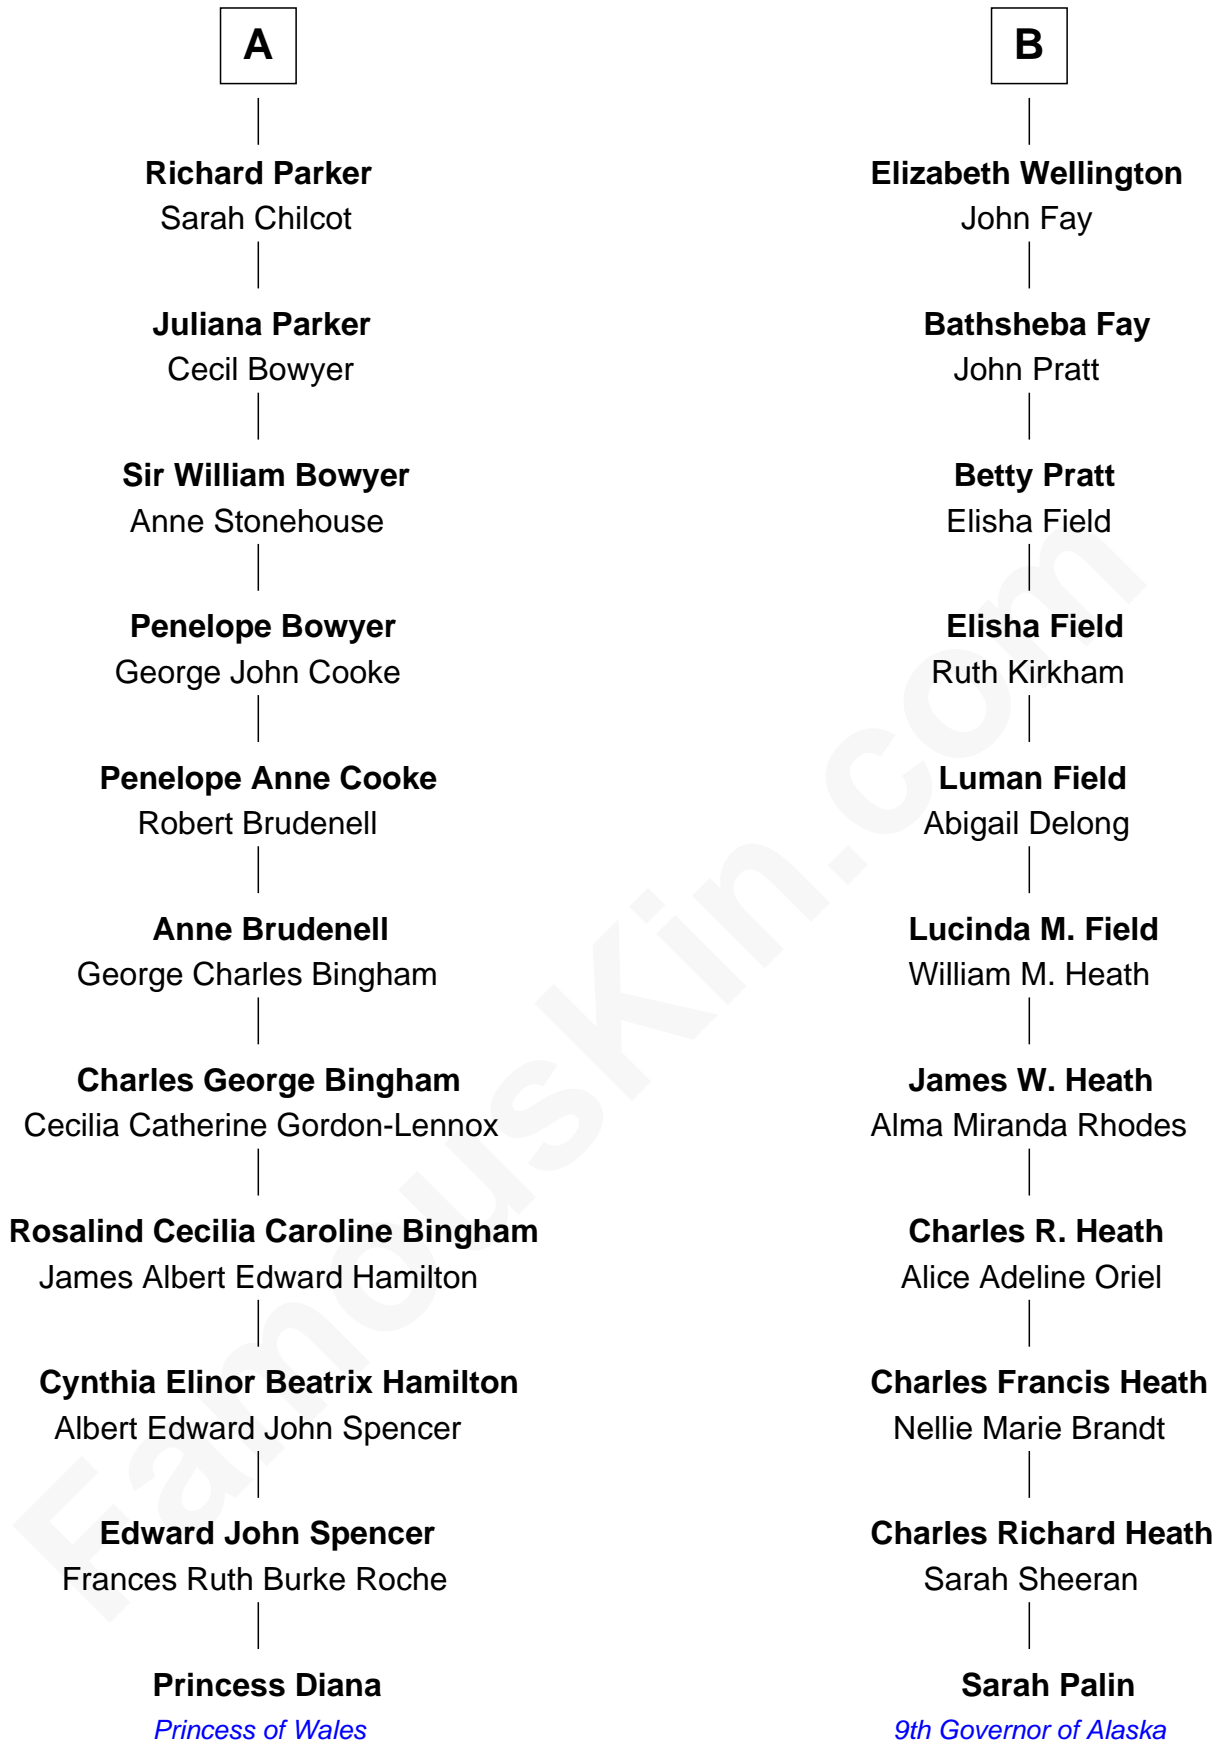 A
Richard Parker
Sarah Chilcot
Juliana Parker
Cecil Bowyer
Sir William Bowyer
Anne Stonehouse
Penelope Bowyer
George John Cooke
Penelope Anne Cooke
Robert Brudenell
Anne Brudenell
George Charles Bingham
Charles George Bingham
Cecilia Catherine Gordon-Lennox
Rosalind Cecilia Caroline Bingham
James Albert Edward Hamilton
Cynthia Elinor Beatrix Hamilton
Albert Edward John Spencer
Edward John Spencer
Frances Ruth Burke Roche
Princess Diana
Princess of Wales
B
Elizabeth Wellington
John Fay
Bathsheba Fay
John Pratt
Betty Pratt
Elisha Field
Elisha Field
Ruth Kirkham
Luman Field
Abigail Delong
Lucinda M. Field
William M. Heath
James W. Heath
Alma Miranda Rhodes
Charles R. Heath
Alice Adeline Oriel
Charles Francis Heath
Nellie Marie Brandt
Charles Richard Heath
Sarah Sheeran
Sarah Palin
9th Governor of Alaska
FamousKin.com